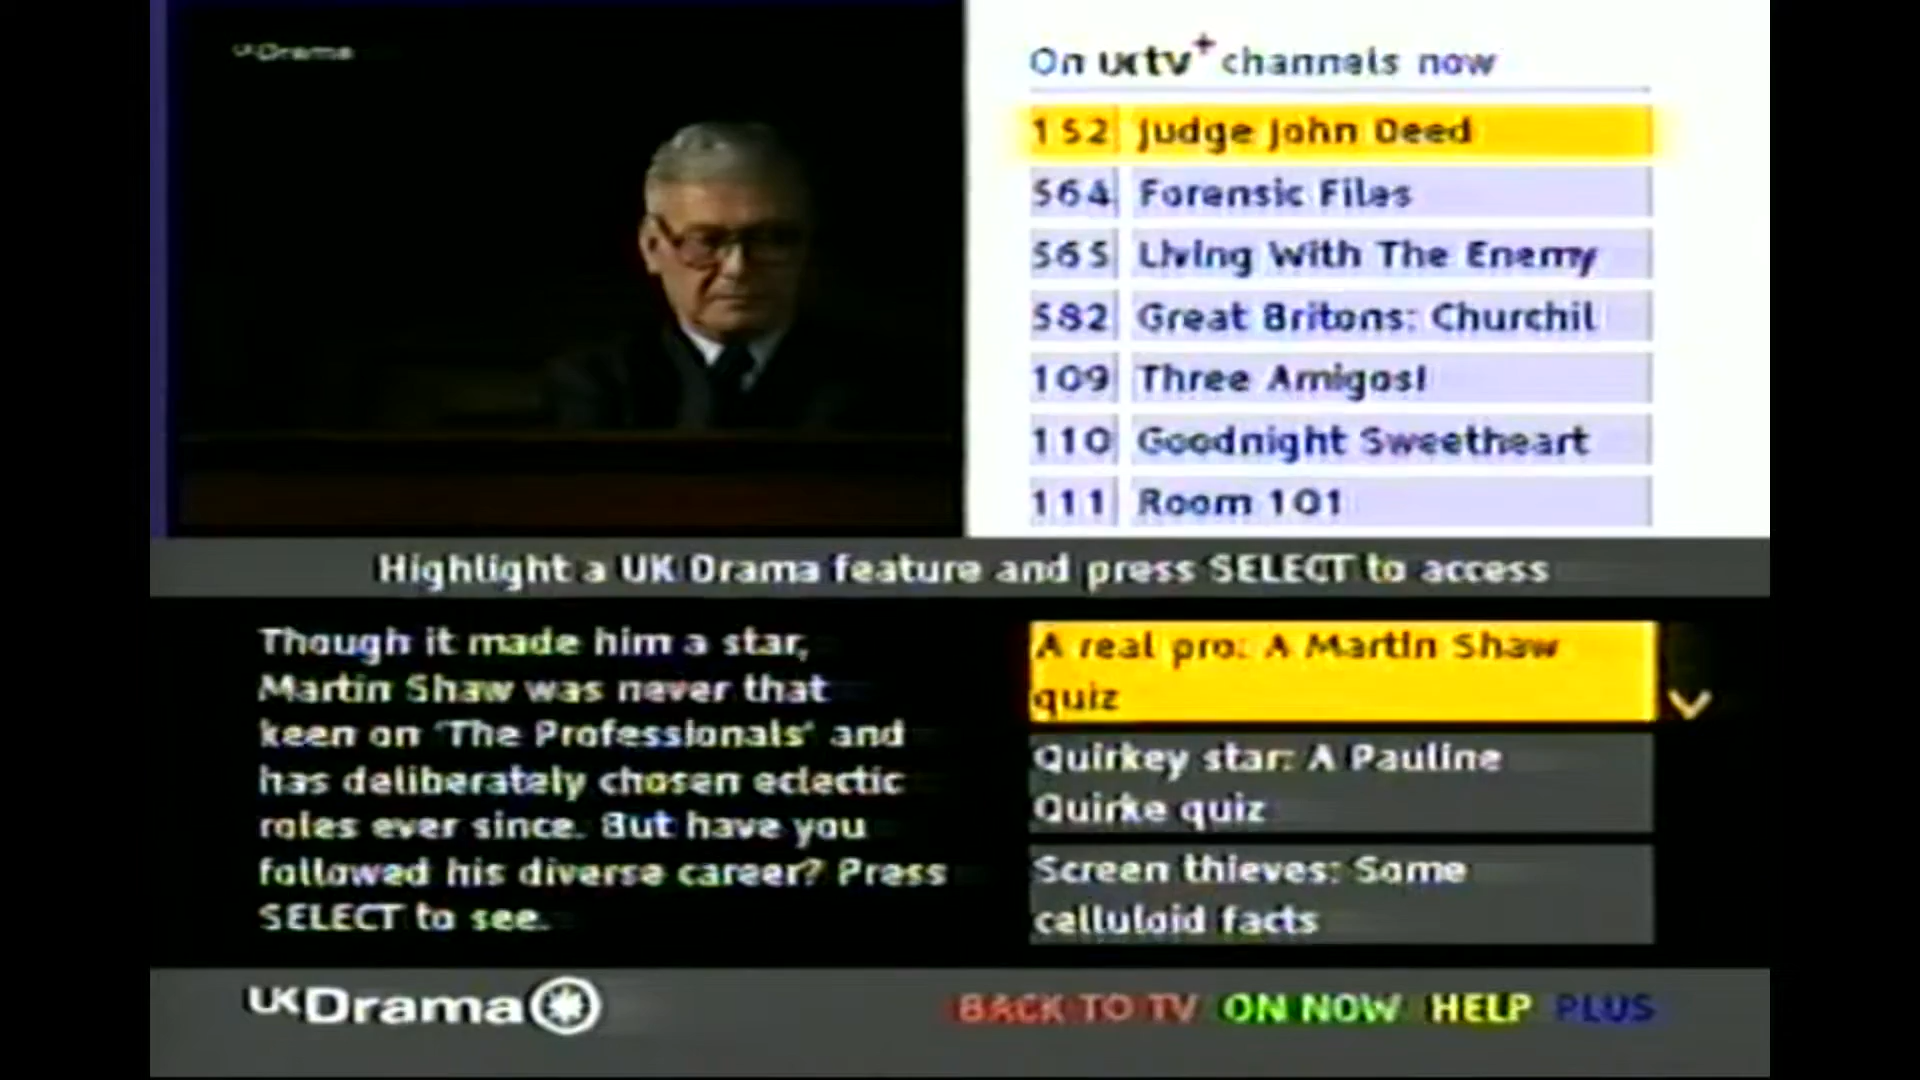 UKDrama
On uktv+ channels now
152 Judge John Deed
564 Forensic Files
565 Living With The Enemy
582 Great Britons: Churchil
109 Three Amigos!
110 Goodnight Sweetheart
111 Room 101
Highlight a UK Drama feature and press SELECT to access
Though it made him a star,
Martin Shaw was never that
keen on 'The Professionals' and
has deliberately chosen eclectic
roles ever since. But have you
followed his diverse career? Press
SELECT to see.
A real pro: A Martin Shaw
quiz
Quirkey star: A Pauline
Quirke quiz
Screen thieves: Some
celluloid facts
UKDrama
BACK TO TV ON NOW HELP PLUS